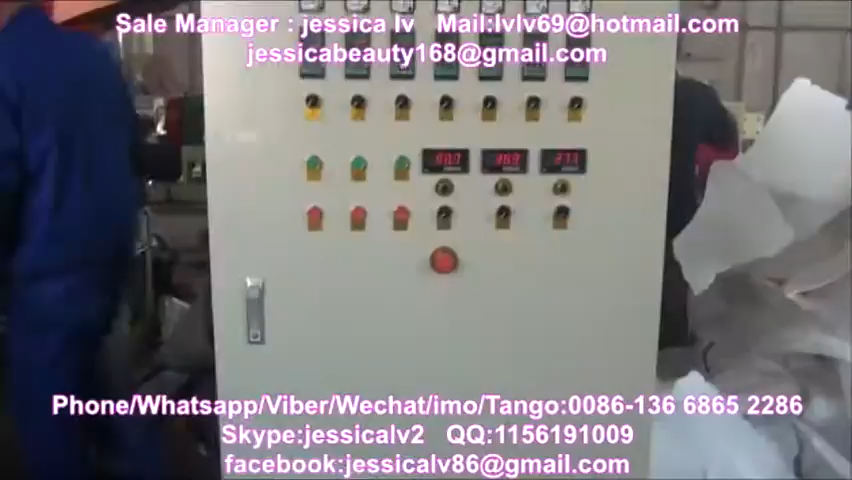 Sale Manager : jessica lv Mail:lvlv69@hotmail.com
jessicabeauty168@gmail.com
Phone/Whatsapp/Viber/Wechat/imo/Tango:0086-136 6865 2286
Skype:jessicalv2 QQ:1156191009
facebook:jessicalv86@gmail.com